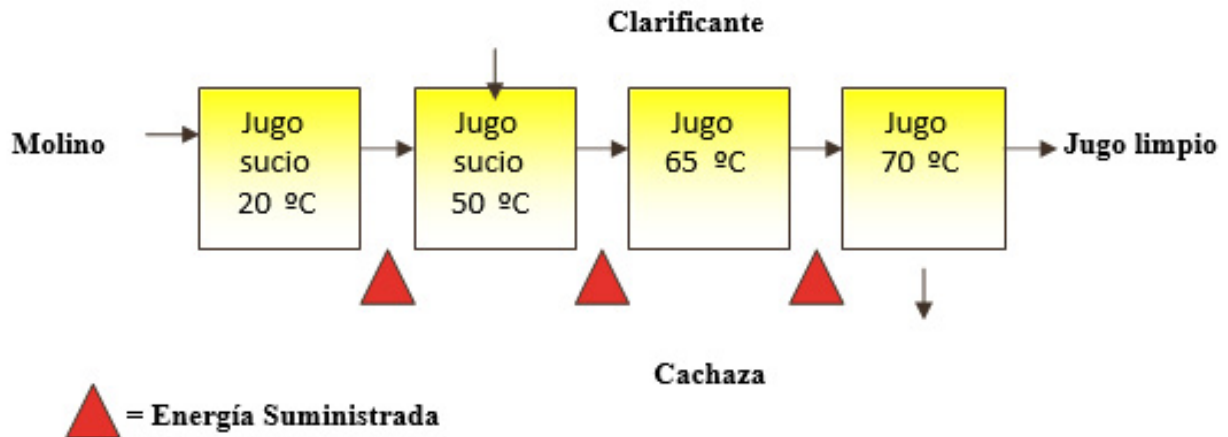 Clarificante
Molino
Jugo
sucio
20 ºC
Jugo
sucio
50 ºC
Jugo
65 ºC
Jugo
70 ºC
Jugo limpio
Cachaza
= Energía Suministrada